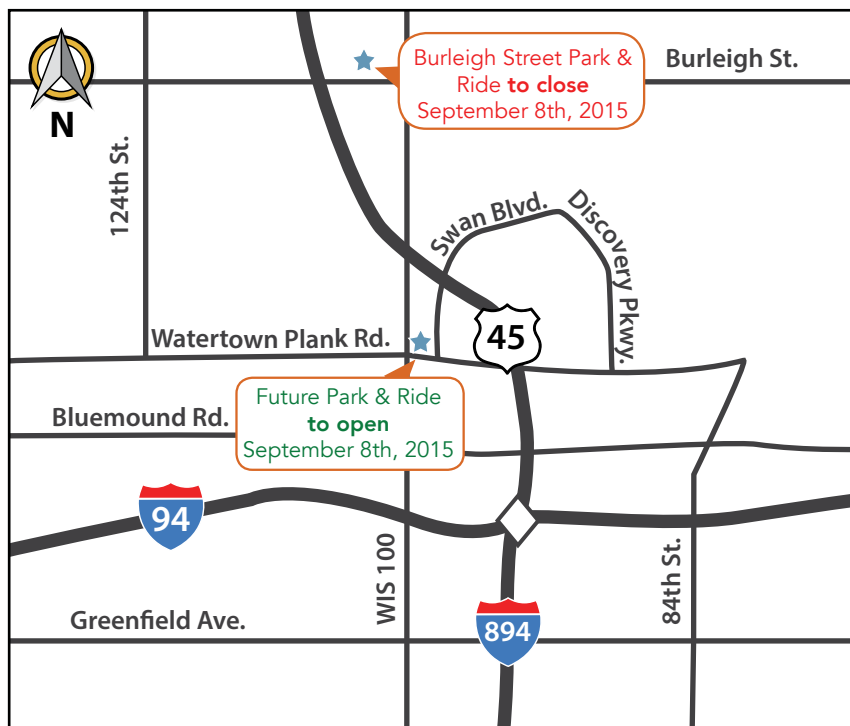 Burleigh Street Park &
Ride to close
September 8th, 2015
Burleigh St.
N
124th St.
Swan Blvd.
Discovery Pkwy.
Watertown Plank Rd.
45
Future Park & Ride
to open
September 8th, 2015
Bluemound Rd.
94
WIS 100
84th St.
Greenfield Ave.
894